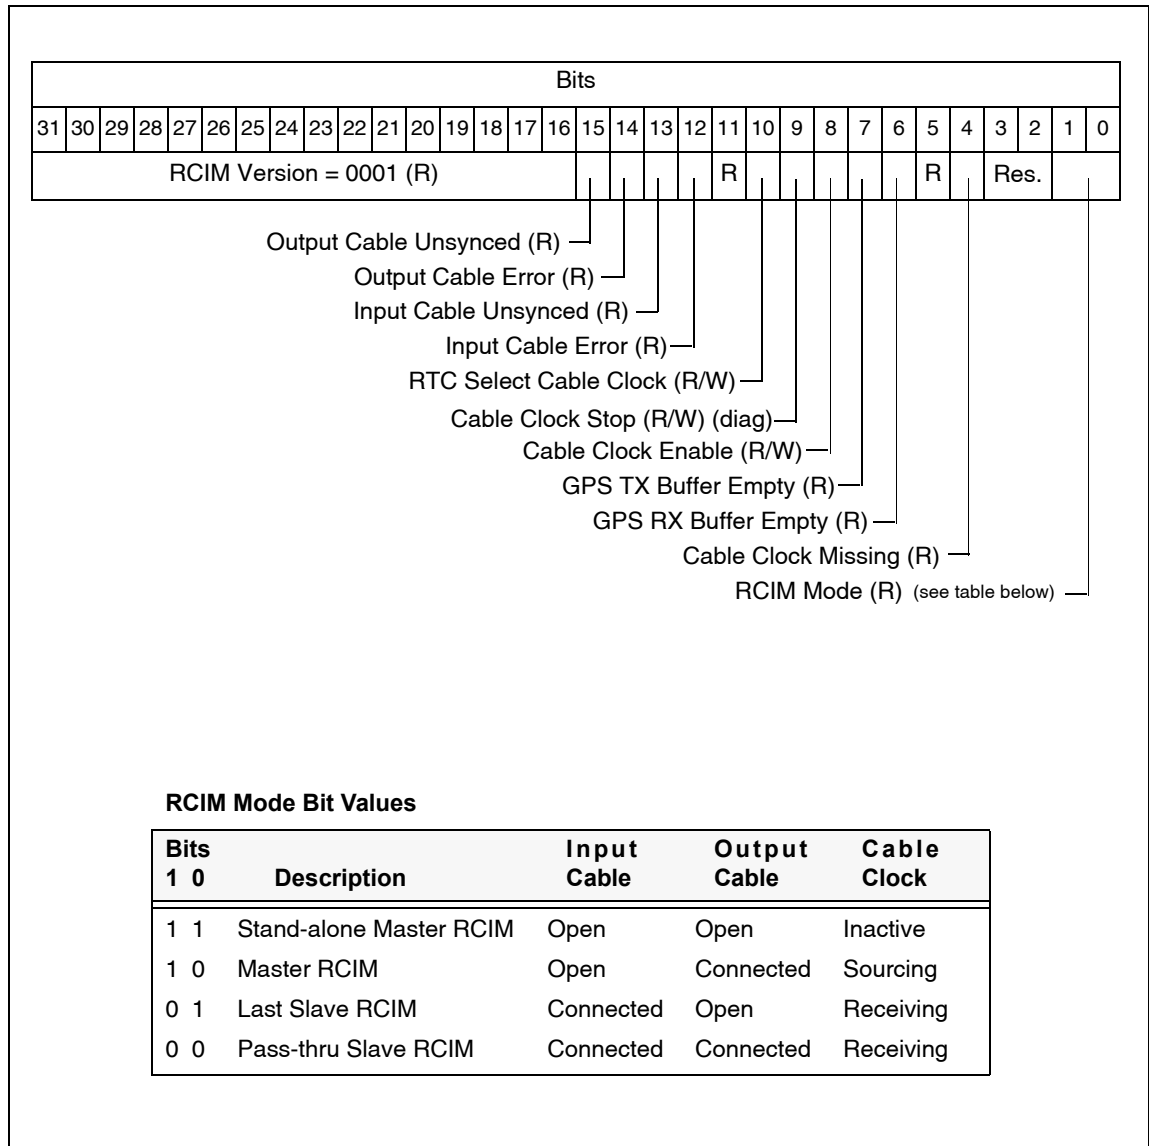 Bits
31 30 29 28 27 26 25 24 23 22 21 20 19 18 17 16 15 14 13 12 11 10 9 8 7 6 5 4 3 2 1 0
RCIM Version = 0001 (R) R R Res.
Output Cable Unsynced (R)
Output Cable Error (R)
Input Cable Unsynced (R)
Input Cable Error (R)
RTC Select Cable Clock (R/W)
Cable Clock Stop (R/W) (diag)
Cable Clock Enable (R/W)
GPS TX Buffer Empty (R)
GPS RX Buffer Empty (R)
Cable Clock Missing (R)
RCIM Mode (R) (see table below)
RCIM Mode Bit Values
Bits Input Output Cable
1 0 Description Cable Cable Clock
1 1 Stand-alone Master RCIM Open Open Inactive
1 0 Master RCIM Open Connected Sourcing
0 1 Last Slave RCIM Connected Open Receiving
0 0 Pass-thru Slave RCIM Connected Connected Receiving